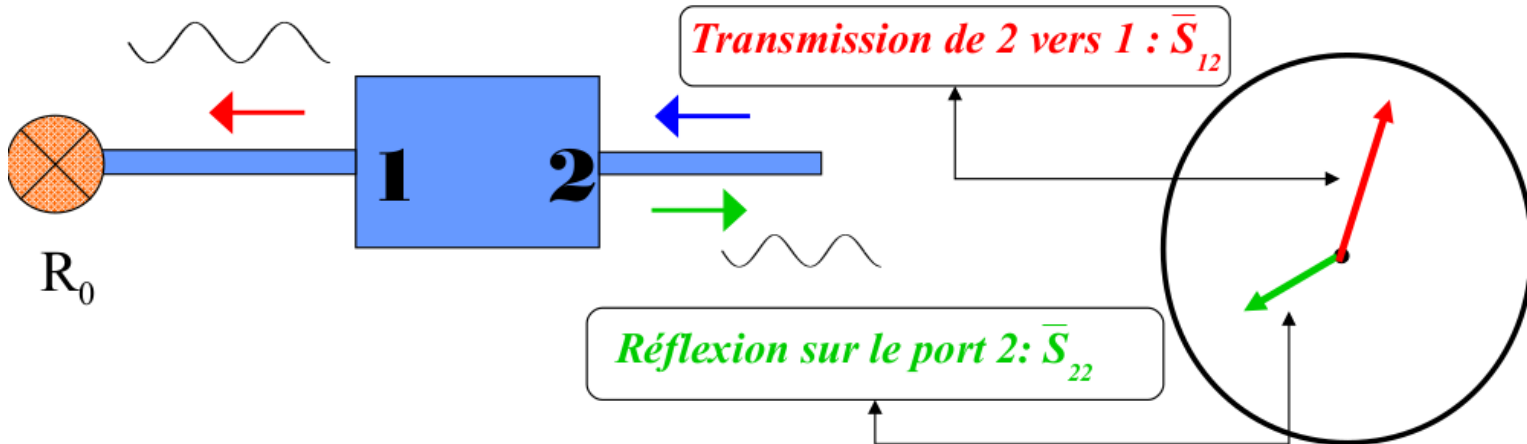 Transmission de 2 vers 1 : S̅₁₂
1 2
R₀
Réflexion sur le port 2: S̅₂₂